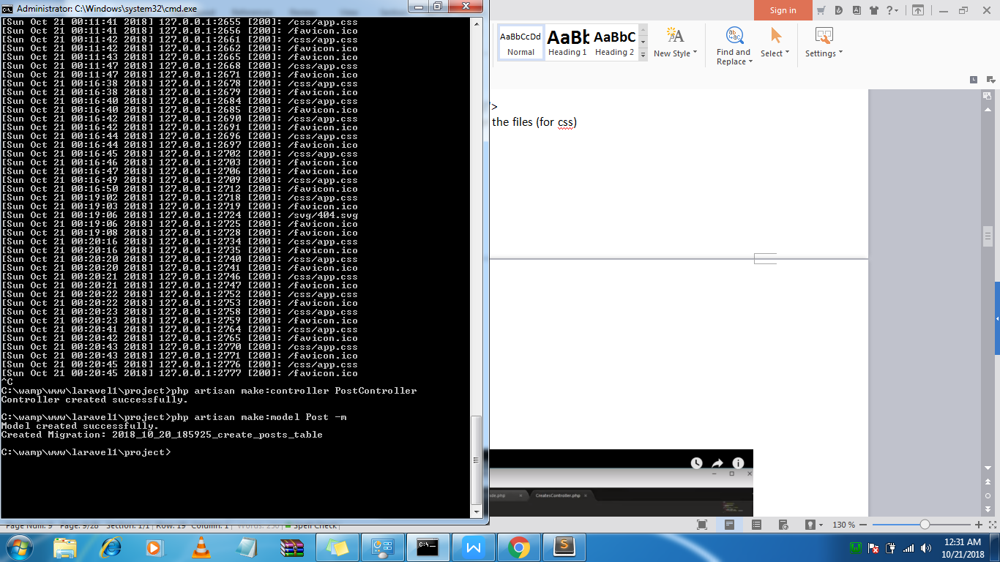 Administrator: C:\Windows\system32\cmd.exe
[Sun Oct 21 00:11:41 2018] 127.0.0.1:2655 [200]: /css/app.css
[Sun Oct 21 00:11:41 2018] 127.0.0.1:2656 [200]: /favicon.ico
[Sun Oct 21 00:11:42 2018] 127.0.0.1:2661 [200]: /css/app.css
[Sun Oct 21 00:11:42 2018] 127.0.0.1:2662 [200]: /favicon.ico
[Sun Oct 21 00:11:43 2018] 127.0.0.1:2665 [200]: /favicon.ico
[Sun Oct 21 00:11:47 2018] 127.0.0.1:2668 [200]: /css/app.css
[Sun Oct 21 00:11:47 2018] 127.0.0.1:2671 [200]: /favicon.ico
[Sun Oct 21 00:16:38 2018] 127.0.0.1:2678 [200]: /css/app.css
[Sun Oct 21 00:16:38 2018] 127.0.0.1:2679 [200]: /favicon.ico
[Sun Oct 21 00:16:40 2018] 127.0.0.1:2684 [200]: /css/app.css
[Sun Oct 21 00:16:40 2018] 127.0.0.1:2685 [200]: /favicon.ico
[Sun Oct 21 00:16:42 2018] 127.0.0.1:2690 [200]: /css/app.css
[Sun Oct 21 00:16:42 2018] 127.0.0.1:2691 [200]: /favicon.ico
[Sun Oct 21 00:16:44 2018] 127.0.0.1:2696 [200]: /css/app.css
[Sun Oct 21 00:16:44 2018] 127.0.0.1:2697 [200]: /favicon.ico
[Sun Oct 21 00:16:45 2018] 127.0.0.1:2702 [200]: /css/app.css
[Sun Oct 21 00:16:46 2018] 127.0.0.1:2703 [200]: /favicon.ico
[Sun Oct 21 00:16:47 2018] 127.0.0.1:2706 [200]: /favicon.ico
[Sun Oct 21 00:16:49 2018] 127.0.0.1:2709 [200]: /css/app.css
[Sun Oct 21 00:16:50 2018] 127.0.0.1:2712 [200]: /favicon.ico
[Sun Oct 21 00:19:02 2018] 127.0.0.1:2718 [200]: /css/app.css
[Sun Oct 21 00:19:03 2018] 127.0.0.1:2719 [200]: /favicon.ico
[Sun Oct 21 00:19:06 2018] 127.0.0.1:2724 [200]: /svg/404.svg
[Sun Oct 21 00:19:06 2018] 127.0.0.1:2725 [200]: /favicon.ico
[Sun Oct 21 00:19:08 2018] 127.0.0.1:2728 [200]: /favicon.ico
[Sun Oct 21 00:20:16 2018] 127.0.0.1:2734 [200]: /css/app.css
[Sun Oct 21 00:20:16 2018] 127.0.0.1:2735 [200]: /favicon.ico
[Sun Oct 21 00:20:20 2018] 127.0.0.1:2740 [200]: /css/app.css
[Sun Oct 21 00:20:20 2018] 127.0.0.1:2741 [200]: /favicon.ico
[Sun Oct 21 00:20:21 2018] 127.0.0.1:2746 [200]: /css/app.css
[Sun Oct 21 00:20:21 2018] 127.0.0.1:2747 [200]: /favicon.ico
[Sun Oct 21 00:20:22 2018] 127.0.0.1:2752 [200]: /css/app.css
[Sun Oct 21 00:20:22 2018] 127.0.0.1:2753 [200]: /favicon.ico
[Sun Oct 21 00:20:23 2018] 127.0.0.1:2758 [200]: /css/app.css
[Sun Oct 21 00:20:23 2018] 127.0.0.1:2759 [200]: /favicon.ico
[Sun Oct 21 00:20:41 2018] 127.0.0.1:2764 [200]: /css/app.css
[Sun Oct 21 00:20:42 2018] 127.0.0.1:2765 [200]: /favicon.ico
[Sun Oct 21 00:20:43 2018] 127.0.0.1:2770 [200]: /css/app.css
[Sun Oct 21 00:20:43 2018] 127.0.0.1:2771 [200]: /favicon.ico
[Sun Oct 21 00:20:45 2018] 127.0.0.1:2776 [200]: /css/app.css
[Sun Oct 21 00:20:45 2018] 127.0.0.1:2777 [200]: /favicon.ico
^C
C:\wamp\www\laravel1\project>php artisan make:controller PostController
Controller created successfully.
C:\wamp\www\laravel1\project>php artisan make:model Post -m
Model created successfully.
Created Migration: 2018_10_20_185925_create_posts_table
C:\wamp\www\laravel1\project>
Sign in
AaBbCcDd AaBb AaBbC
Normal Heading 1 Heading 2 New Style Find and Replace Select Settings
>
the files (for css)
CreatesController.php
Page Num: 9 Page: 9/28 Section: 1/1 Row: 19 Column: 1 Words: 230 Spell Check
130 %
12:31 AM
10/21/2018